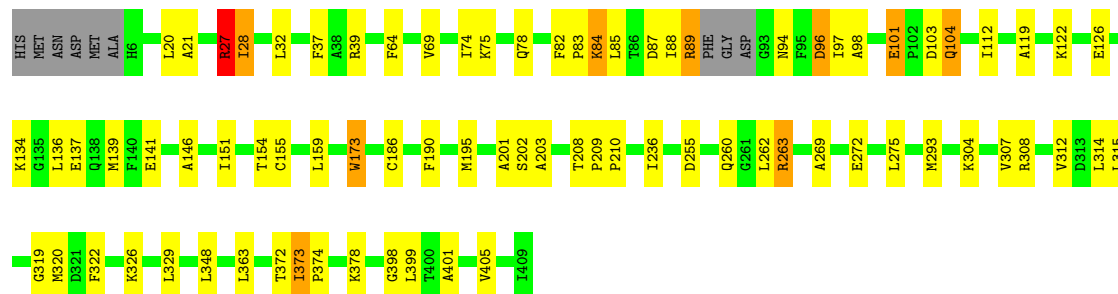 HIS MET ASN ASP MET ALA H6 L20 A21 R27 I28 L32 F37 A38 R39 F64 V69 I74 K75 Q78 F82 P83 K84 L85 T86 D87 I88 R89 PHE GLY ASP G93 N94 F95 D96 I97 A98 E101 P102 D103 Q104 I112 A119 K122 E126
K134 G135 L136 E137 Q138 M139 F140 E141 A146 I151 T154 C155 L159 W173 C186 F190 M195 A201 S202 A203 T208 P209 P210 I236 D255 Q260 G261 L262 R263 A269 E272 L275 M293 K304 V307 R308 V312 D313 L314
G319 M320 D321 F322 K326 L329 L348 L363 T372 I373 P374 K378 G398 L399 T400 A401 V405 I409